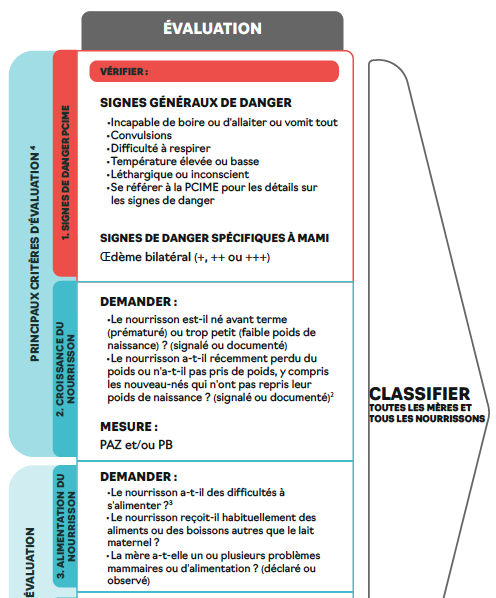 ÉVALUATION
PRINCIPAUX CRITÈRES D'ÉVALUATION ⁴
1. SIGNES DE DANGER PCIME
VÉRIFIER :
SIGNES GÉNÉRAUX DE DANGER
•Incapable de boire ou d'allaiter ou vomit tout
•Convulsions
•Difficulté à respirer
•Température élevée ou basse
•Léthargique ou inconscient
•Se référer à la PCIME pour les détails sur
les signes de danger
SIGNES DE DANGER SPÉCIFIQUES À MAMI
Œdème bilatéral (+, ++ ou +++)
2. CROISSANCE DU
NOURRISSON
DEMANDER :
•Le nourrisson est-il né avant terme
(prématuré) ou trop petit (faible poids de
naissance) ? (signalé ou documenté)
•Le nourrisson a-t-il récemment perdu du
poids ou n'a-t-il pas pris de poids, y compris
les nouveau-nés qui n'ont pas repris leur
poids de naissance ? (signalé ou documenté)²
MESURE :
PAZ et/ou PB
ÉVALUATION
3. ALIMENTATION DU
NOURRISSON
DEMANDER :
•Le nourrisson a-t-il des difficultés à
s'alimenter ?³
•Le nourrisson reçoit-il habituellement des
aliments ou des boissons autres que le lait
maternel ?
•La mère a-t-elle un ou plusieurs problèmes
mammaires ou d'alimentation ? (déclaré ou
observé)
CLASSIFIER
TOUTES LES MÈRES ET
TOUS LES NOURRISSONS